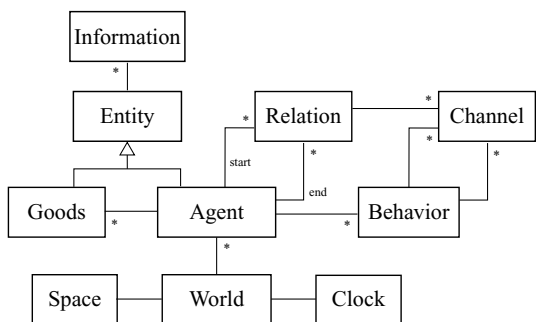 Information
*
Entity
Relation
*
Channel
*
*
*
*
start
end
Goods
*
Agent
*
Behavior
*
Space
World
Clock